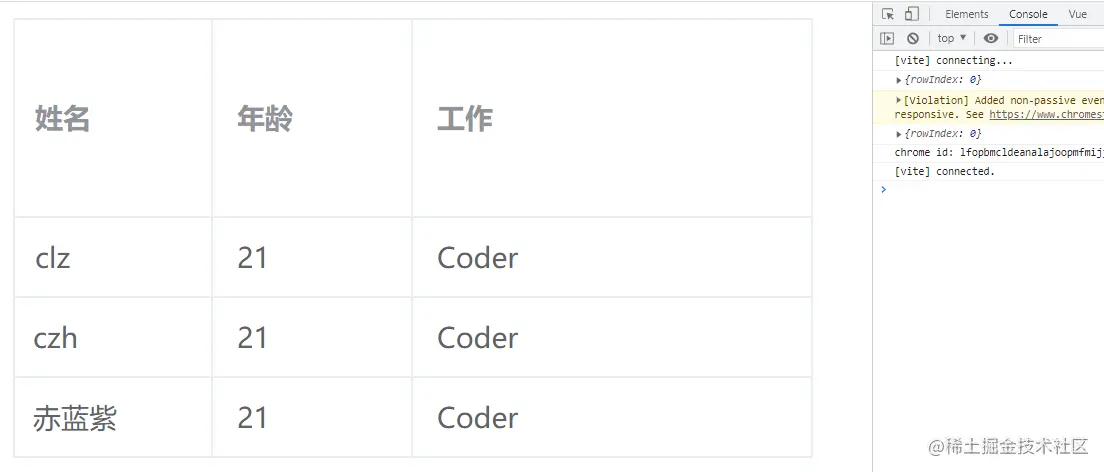 姓名 年龄 工作
clz 21 Coder
czh 21 Coder
赤蓝紫 21 Coder
Elements Console Vue
top Filter
[vite] connecting...
{rowIndex: 0}
[Violation] Added non-passive even
responsive. See https://www.chromest
{rowIndex: 0}
chrome id: lfopbmcldeanalajoopmfmij
[vite] connected.
@稀土掘金技术社区